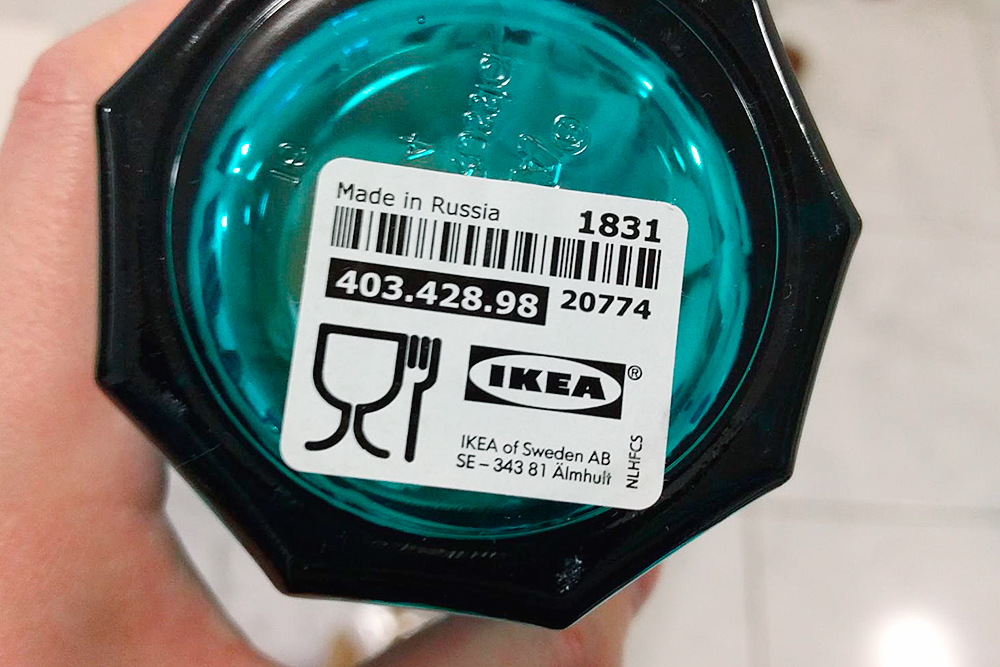 Made in Russia
1831
403.428.98
20774
IKEA®
IKEA of Sweden AB
SE – 343 81 Älmhult
NLHFCS